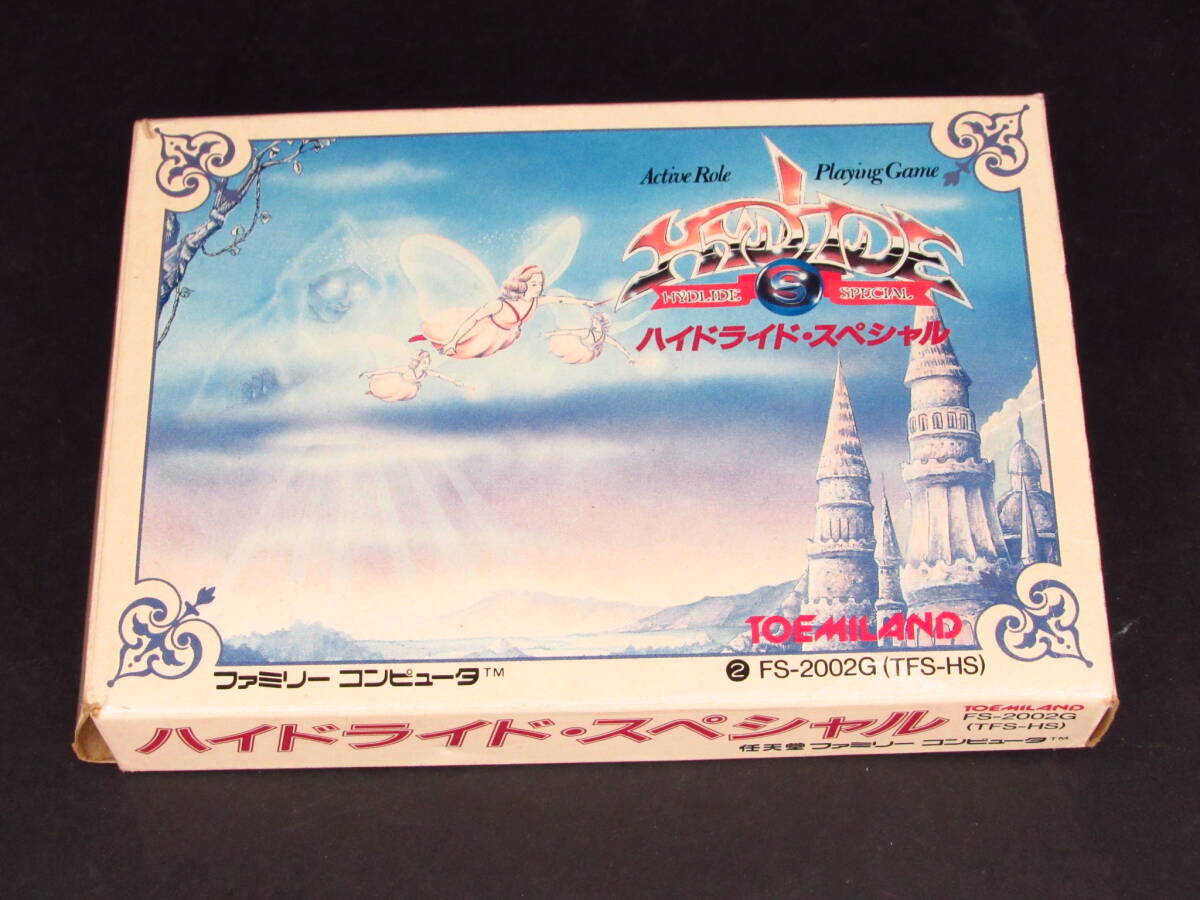 Active Role Playing Game
HYDLIDE
HYDLIDE S SPECIAL
ハイドライド・スペシャル
TOEMILAND
ファミリー コンピュータ™
❷ FS-2002G (TFS-HS)
ハイドライド・スペシャル
TOEMILAND
FS-2002G
(TFS-HS)
任天堂 ファミリー コンピュータ™